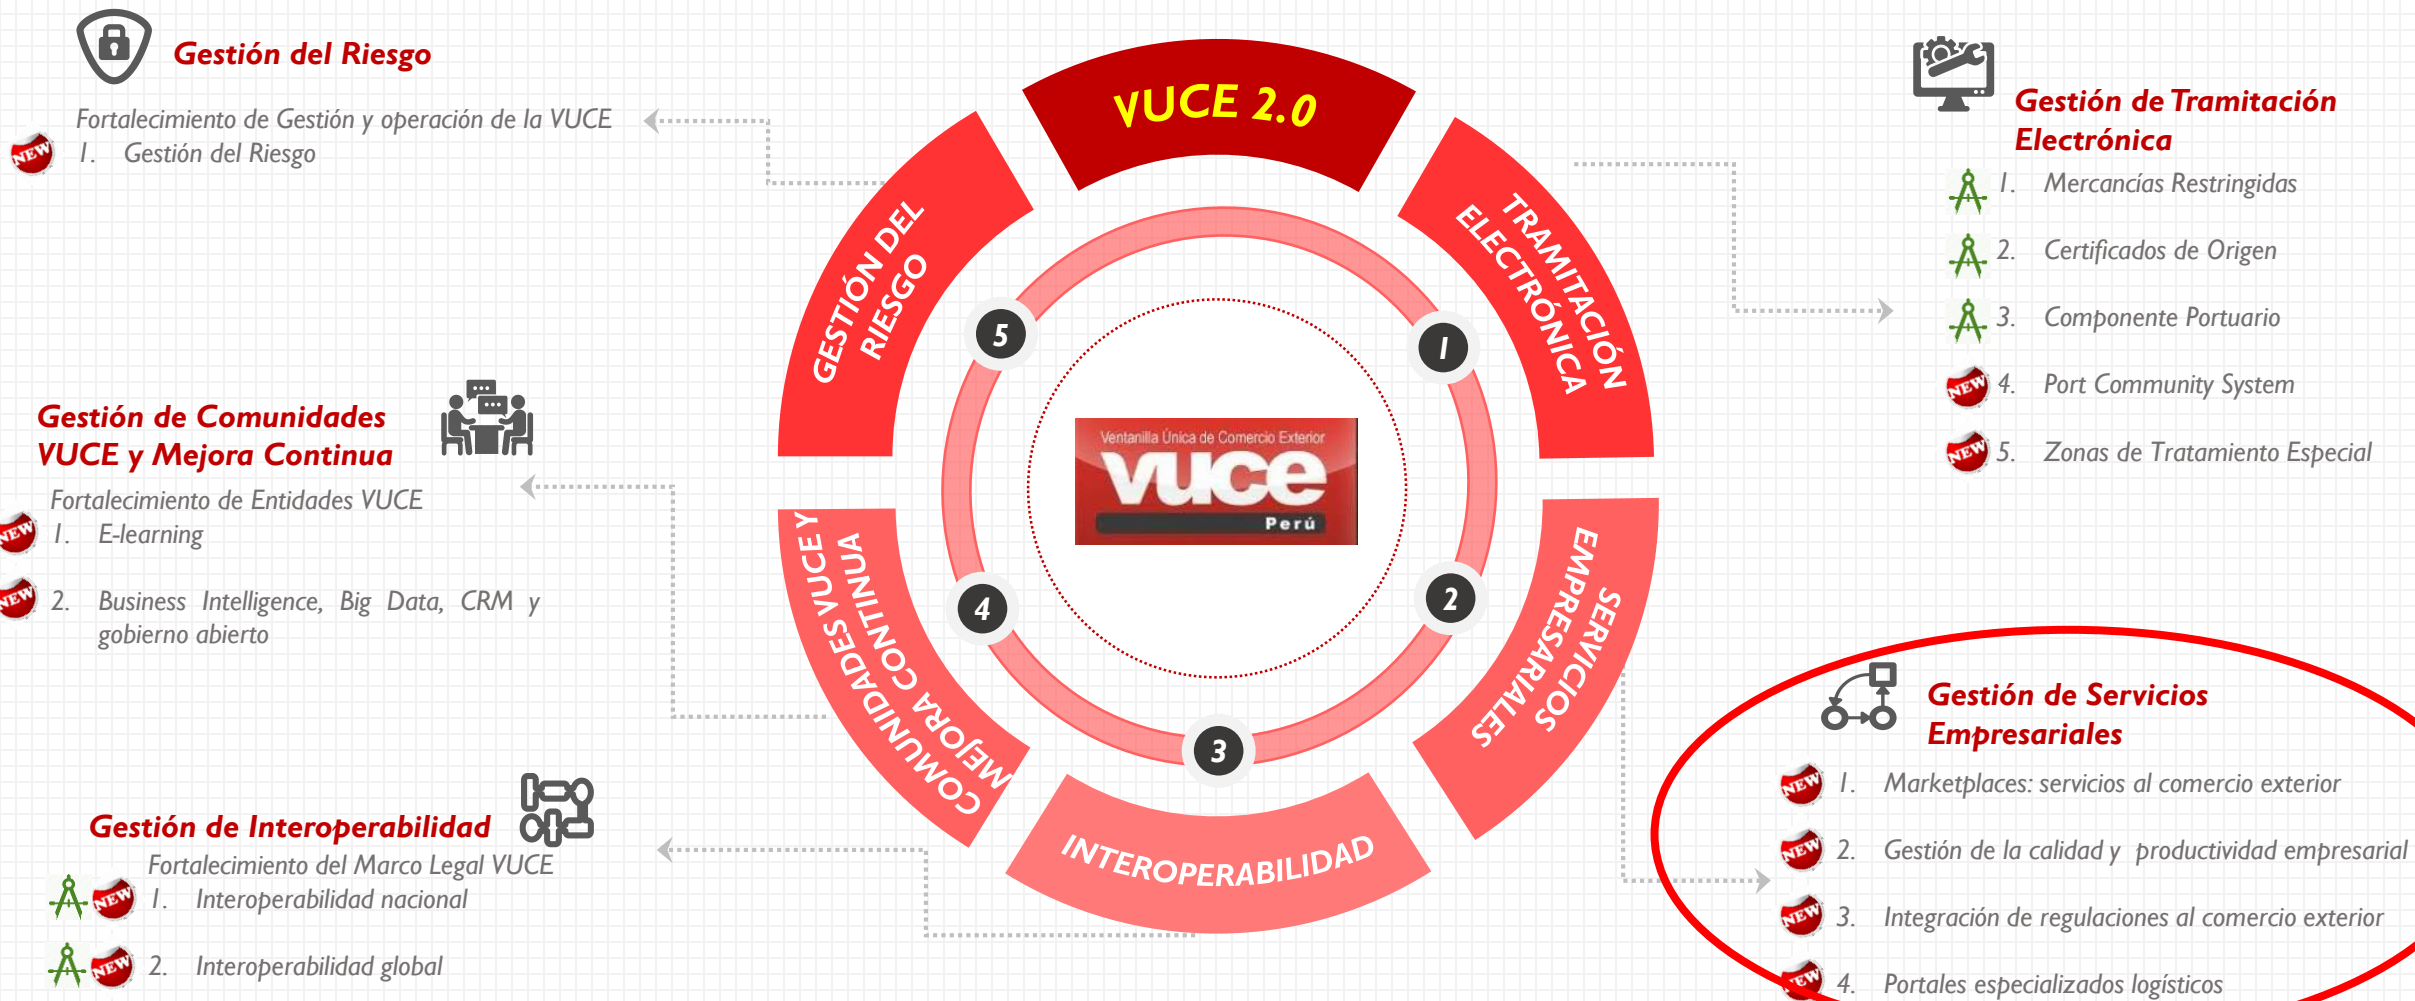 Gestión del Riesgo
Fortalecimiento de Gestión y operación de la VUCE
NEW 1. Gestión del Riesgo
Gestión de Comunidades
VUCE y Mejora Continua
Fortalecimiento de Entidades VUCE
NEW 1. E-learning
NEW 2. Business Intelligence, Big Data, CRM y
gobierno abierto
Gestión de Interoperabilidad
Fortalecimiento del Marco Legal VUCE
NEW 1. Interoperabilidad nacional
NEW 2. Interoperabilidad global
VUCE 2.0
TRAMITACIÓN
ELECTRÓNICA
SERVICIOS
EMPRESARIALES
INTEROPERABILIDAD
COMUNIDADES VUCE Y
MEJORA CONTINUA
GESTIÓN DEL
RIESGO
1
2
3
4
5
Ventanilla Única de Comercio Exterior
vuce
Perú
Gestión de Tramitación
Electrónica
1. Mercancías Restringidas
2. Certificados de Origen
3. Componente Portuario
NEW 4. Port Community System
NEW 5. Zonas de Tratamiento Especial
Gestión de Servicios
Empresariales
NEW 1. Marketplaces: servicios al comercio exterior
NEW 2. Gestión de la calidad y productividad empresarial
NEW 3. Integración de regulaciones al comercio exterior
NEW 4. Portales especializados logísticos